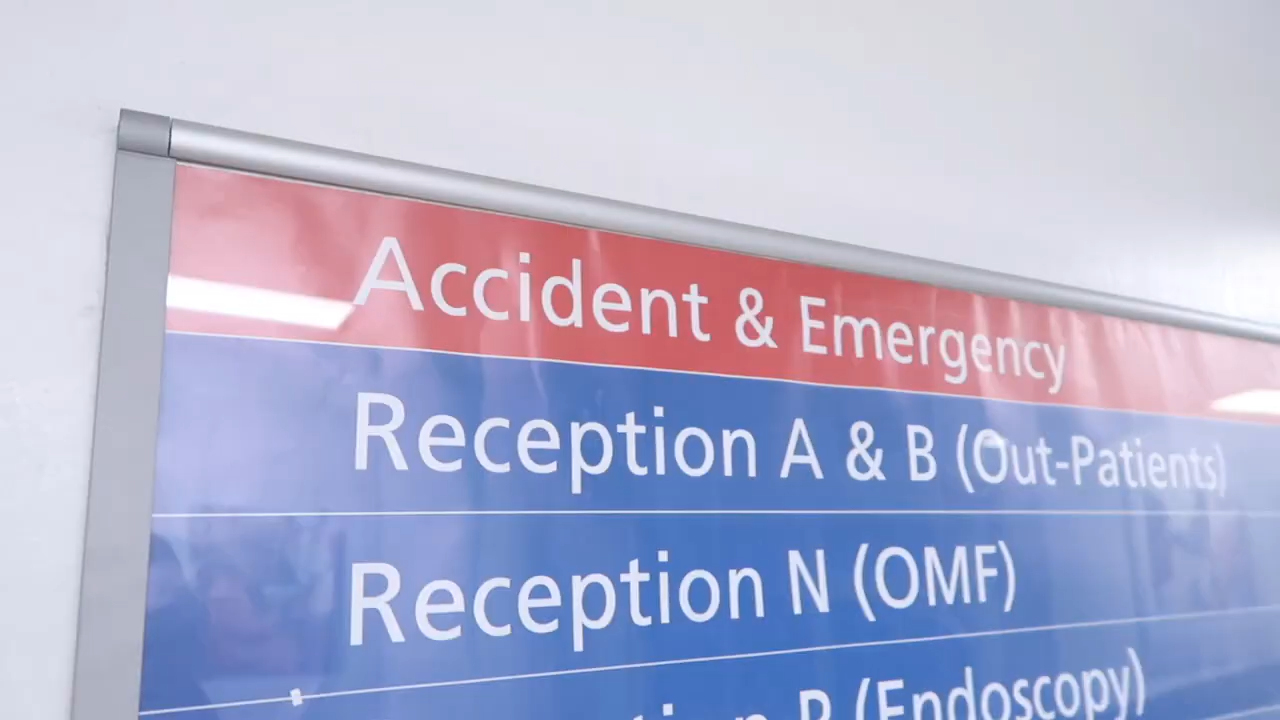 Accident & Emergency
Reception A & B (Out-Patients)
Reception N (OMF)
(Endoscopy)